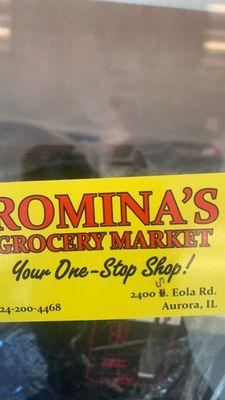 ROMINA'S
GROCERY MARKET
Your One-Stop Shop!
2400 S. Eola Rd.
24-200-4468
Aurora, IL